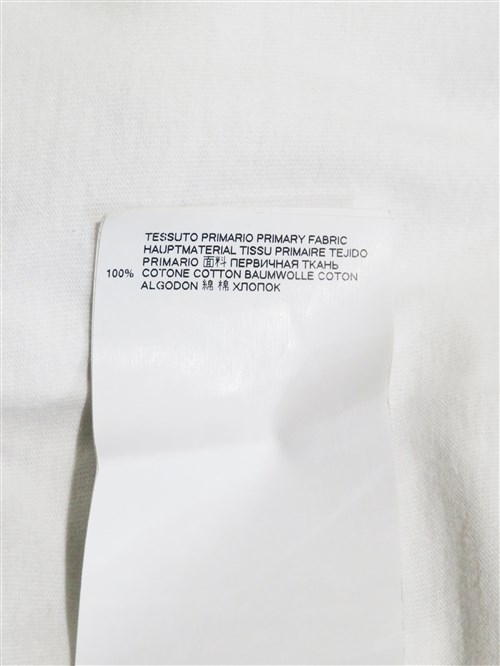 TESSUTO PRIMARIO PRIMARY FABRIC
HAUPTMATERIAL TISSU PRIMAIRE TEJIDO
PRIMARIO 面料 ПЕРВИЧНАЯ ТКАНЬ
100% COTONE COTTON BAUMWOLLE COTON
ALGODON 綿 棉 ХЛОПОК